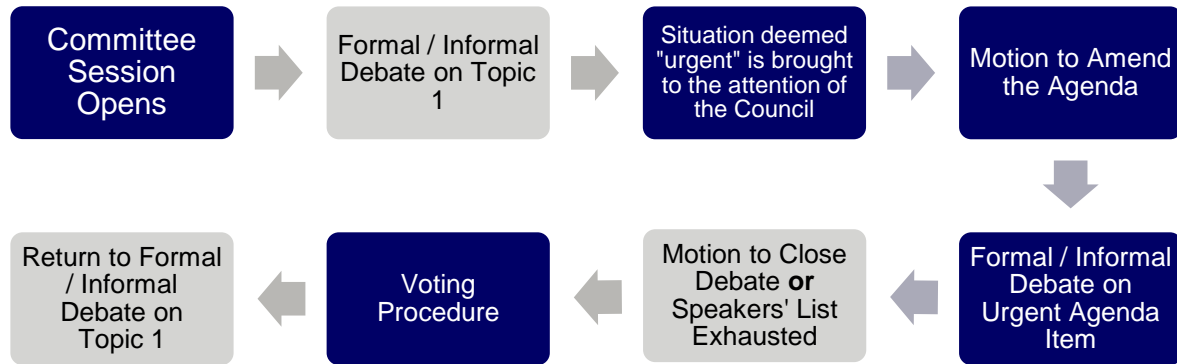 Committee
Session
Opens
Formal / Informal
Debate on Topic
1
Situation deemed
"urgent" is brought
to the attention of
the Council
Motion to Amend
the Agenda
Formal / Informal
Debate on
Urgent Agenda
Item
Motion to Close
Debate or
Speakers' List
Exhausted
Voting
Procedure
Return to Formal
/ Informal
Debate on
Topic 1